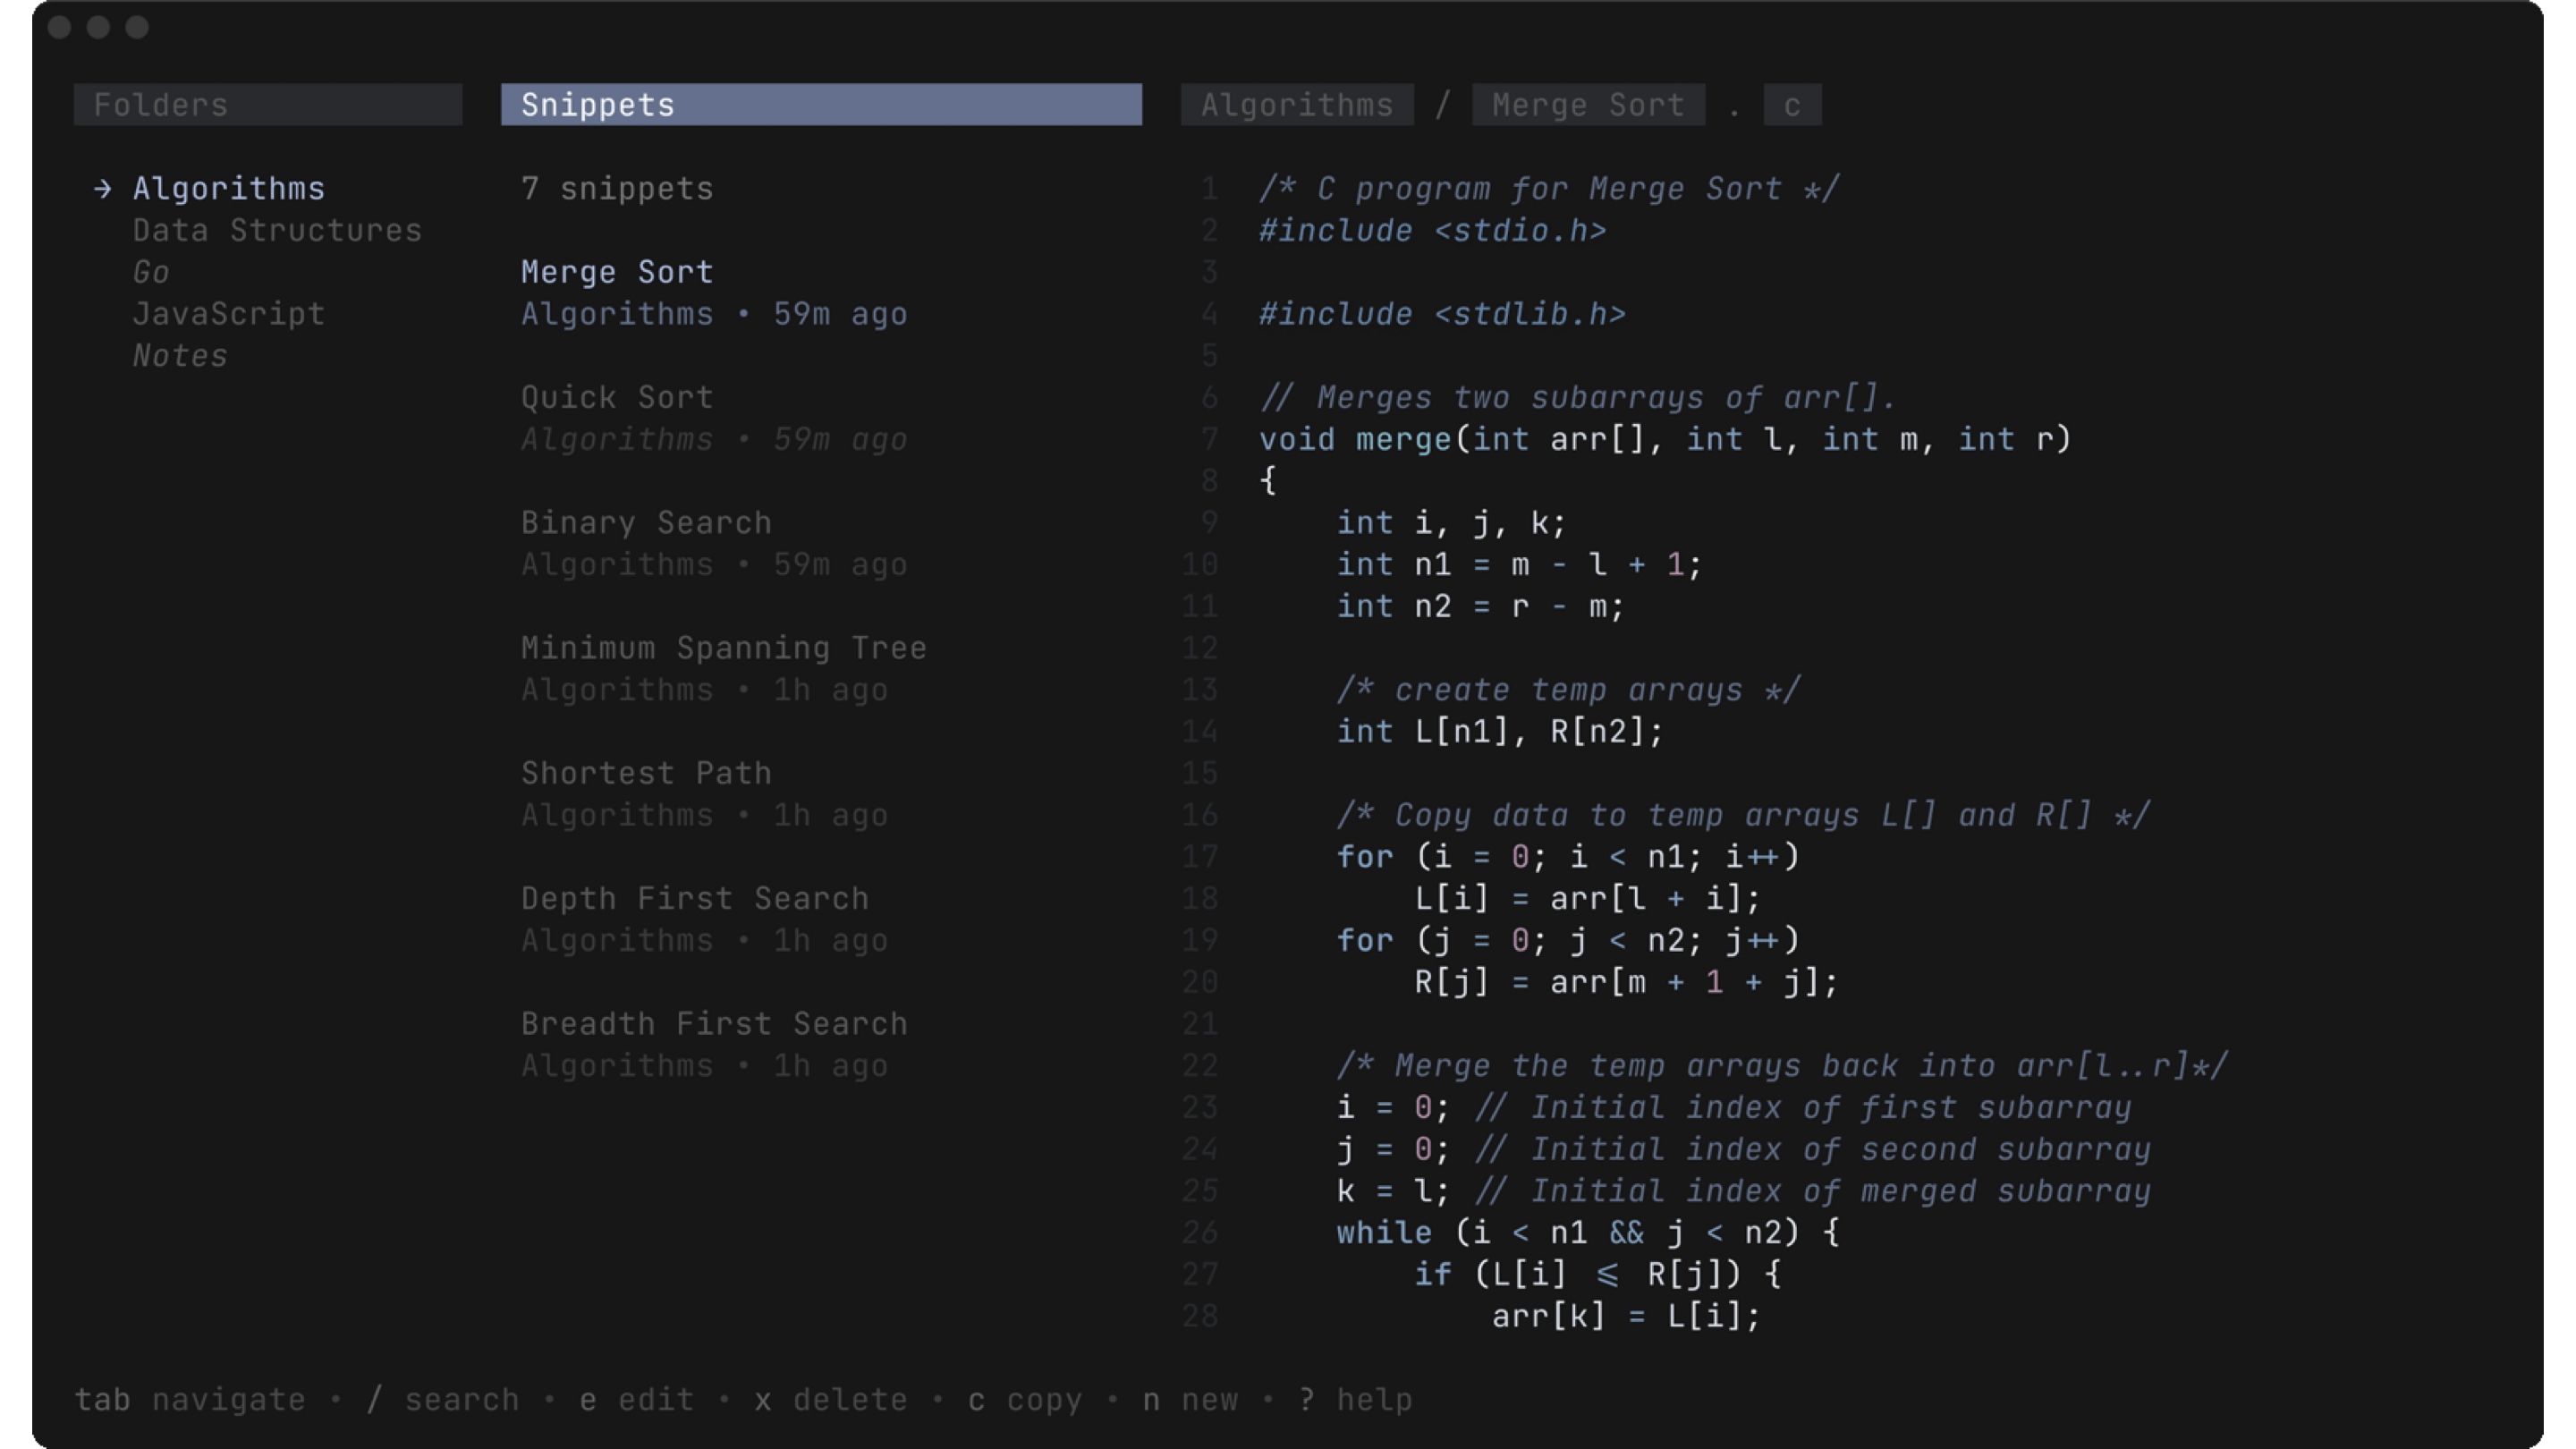 Folders
→ Algorithms
Data Structures
Go
JavaScript
Notes
Snippets
7 snippets
Merge Sort
Algorithms • 59m ago
Quick Sort
Algorithms • 59m ago
Binary Search
Algorithms • 59m ago
Minimum Spanning Tree
Algorithms • 1h ago
Shortest Path
Algorithms • 1h ago
Depth First Search
Algorithms • 1h ago
Breadth First Search
Algorithms • 1h ago
Algorithms / Merge Sort . c
1 /* C program for Merge Sort */
2 #include <stdio.h>
3
4 #include <stdlib.h>
5
6 // Merges two subarrays of arr[].
7 void merge(int arr[], int l, int m, int r)
8 {
9     int i, j, k;
10     int n1 = m - l + 1;
11     int n2 = r - m;
12
13     /* create temp arrays */
14     int L[n1], R[n2];
15
16     /* Copy data to temp arrays L[] and R[] */
17     for (i = 0; i < n1; i++)
18         L[i] = arr[l + i];
19     for (j = 0; j < n2; j++)
20         R[j] = arr[m + 1 + j];
21
22     /* Merge the temp arrays back into arr[l..r]*/
23     i = 0; // Initial index of first subarray
24     j = 0; // Initial index of second subarray
25     k = l; // Initial index of merged subarray
26     while (i < n1 && j < n2) {
27         if (L[i] <= R[j]) {
28             arr[k] = L[i];
tab navigate • / search • e edit • x delete • c copy • n new • ? help